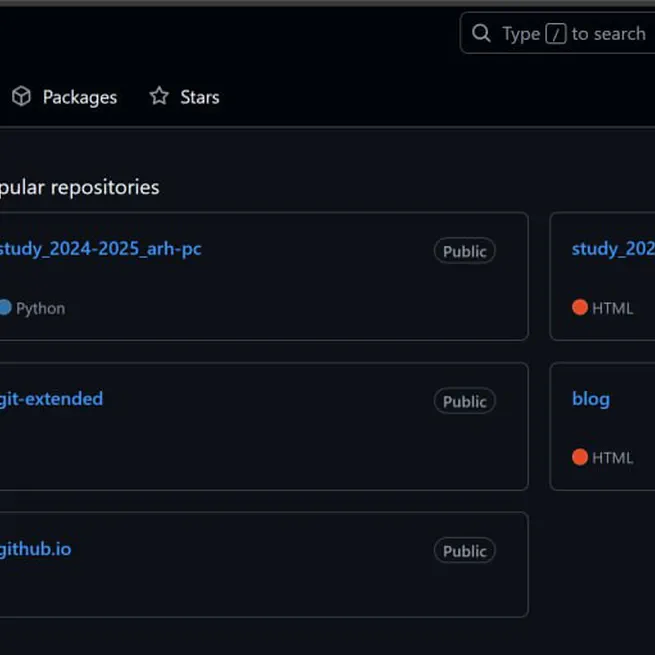 Type / to search
Packages
Stars
pular repositories
study_2024-2025_arh-pc
Public
Python
study_202
HTML
git-extended
Public
blog
HTML
github.io
Public